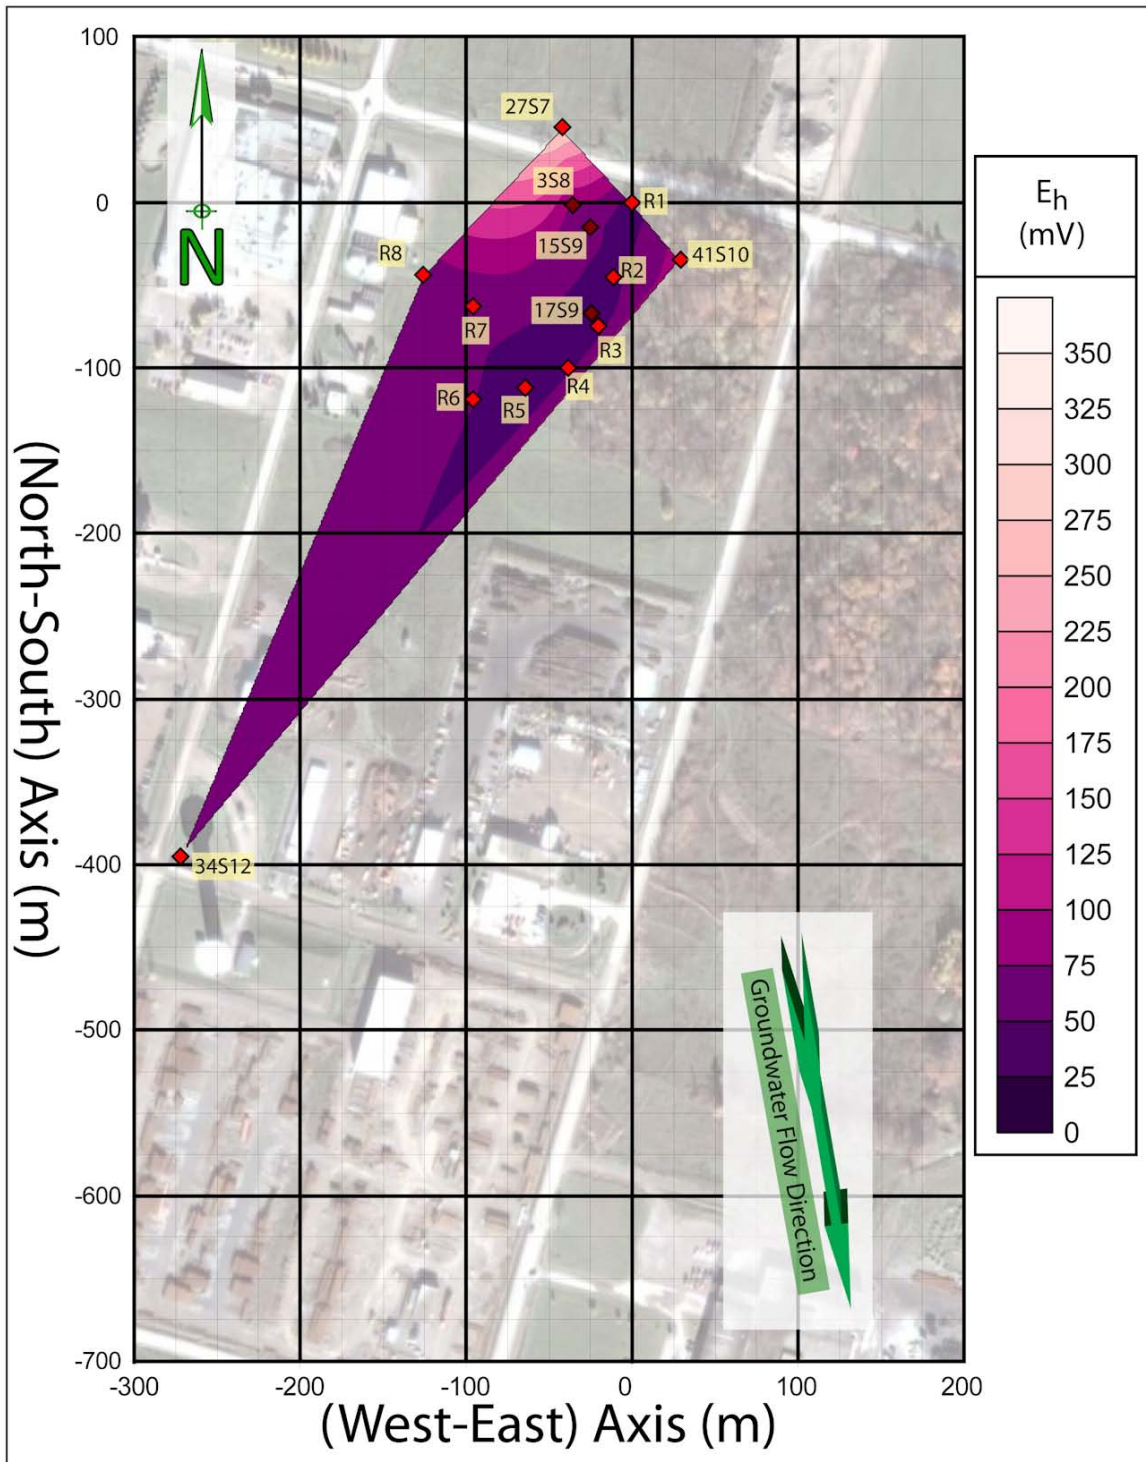 100
0
-100
-200
-300
-400
-500
-600
-700
-300
-200
-100
0
100
200
(North-South) Axis (m)
(West-East) Axis (m)
N
27S7
3S8
R1
15S9
41S10
R8
R2
17S9
R7
R3
R4
R6
R5
34S12
Groundwater Flow Direction
Eh
(mV)
350
325
300
275
250
225
200
175
150
125
100
75
50
25
0